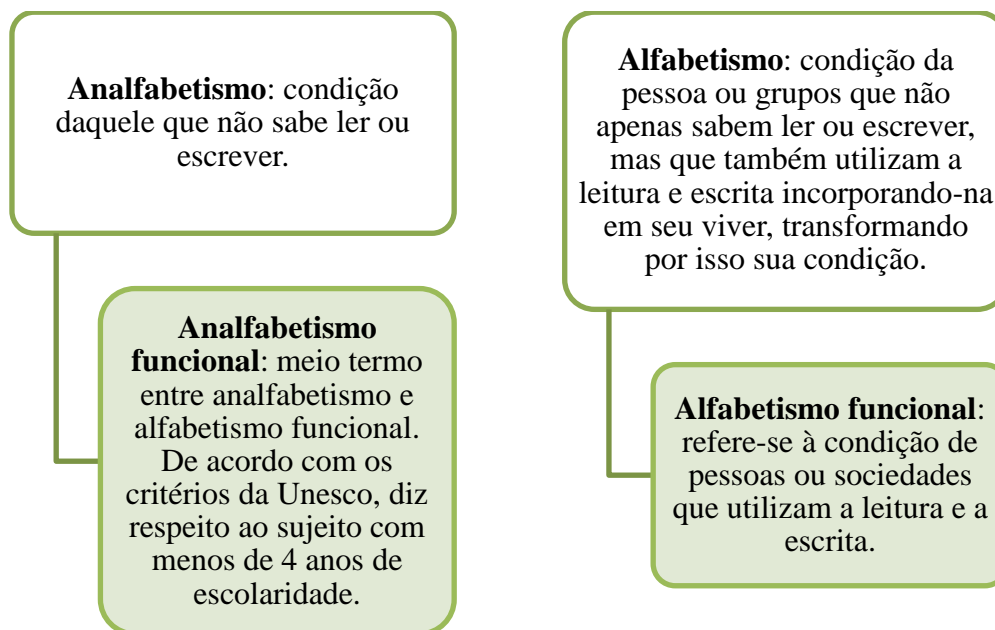 Analfabetismo: condição
daquele que não sabe ler ou
escrever.
Analfabetismo
funcional: meio termo
entre analfabetismo e
alfabetismo funcional.
De acordo com os
critérios da Unesco, diz
respeito ao sujeito com
menos de 4 anos de
escolaridade.
Alfabetismo: condição da
pessoa ou grupos que não
apenas sabem ler ou escrever,
mas que também utilizam a
leitura e escrita incorporando-na
em seu viver, transformando
por isso sua condição.
Alfabetismo funcional:
refere-se à condição de
pessoas ou sociedades
que utilizam a leitura e a
escrita.